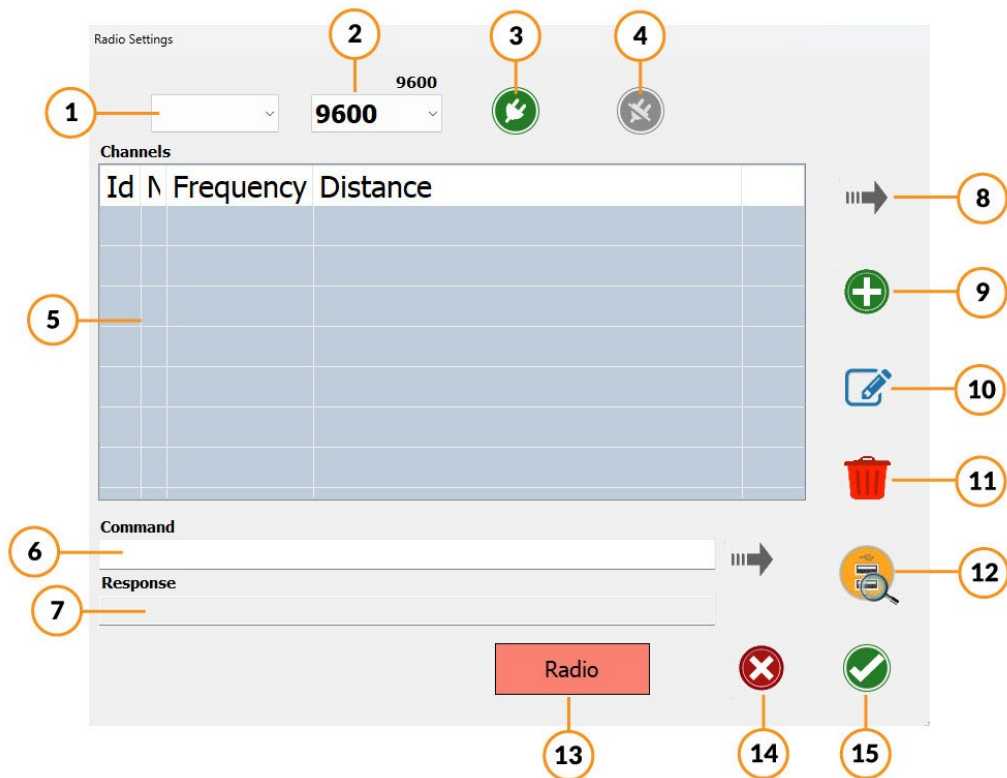 2
3
4
Radio Settings
9600
1
9600
Channels
Id N Frequency Distance
8
9
5
10
11
Command
6
12
Response
7
Radio
13
14
15